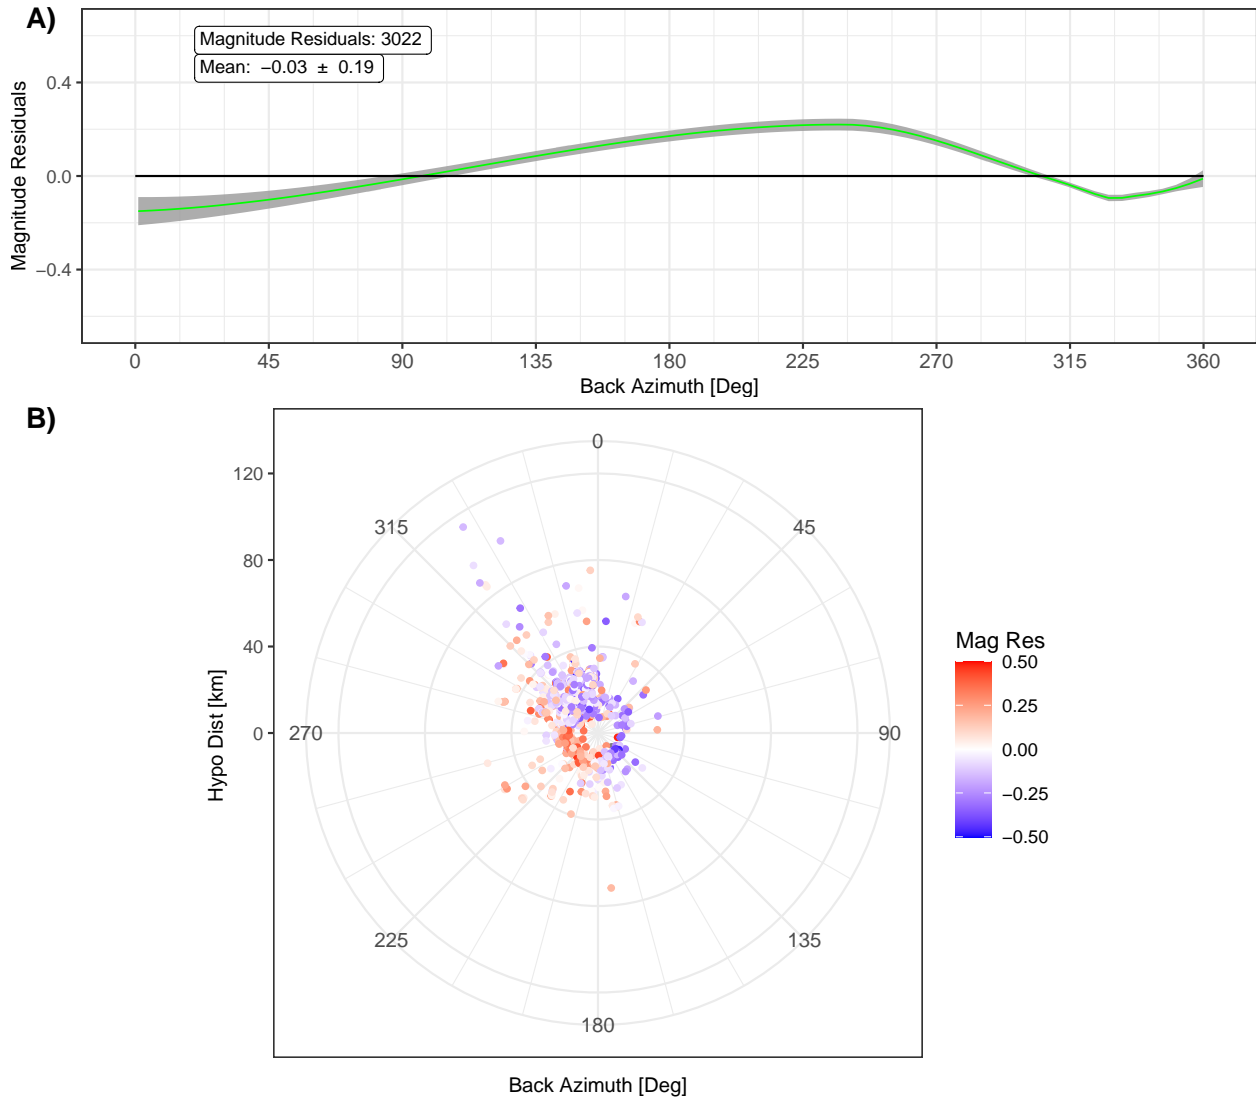 A)
Magnitude Residuals: 3022
Mean: −0.03 ± 0.19
Magnitude Residuals
0.4
0.0
−0.4
0 45 90 135 180 225 270 315 360
Back Azimuth [Deg]
B)
Hypo Dist [km]
120
80
40
0
0
45
90
135
180
225
270
315
Back Azimuth [Deg]
Mag Res
0.50
0.25
0.00
−0.25
−0.50